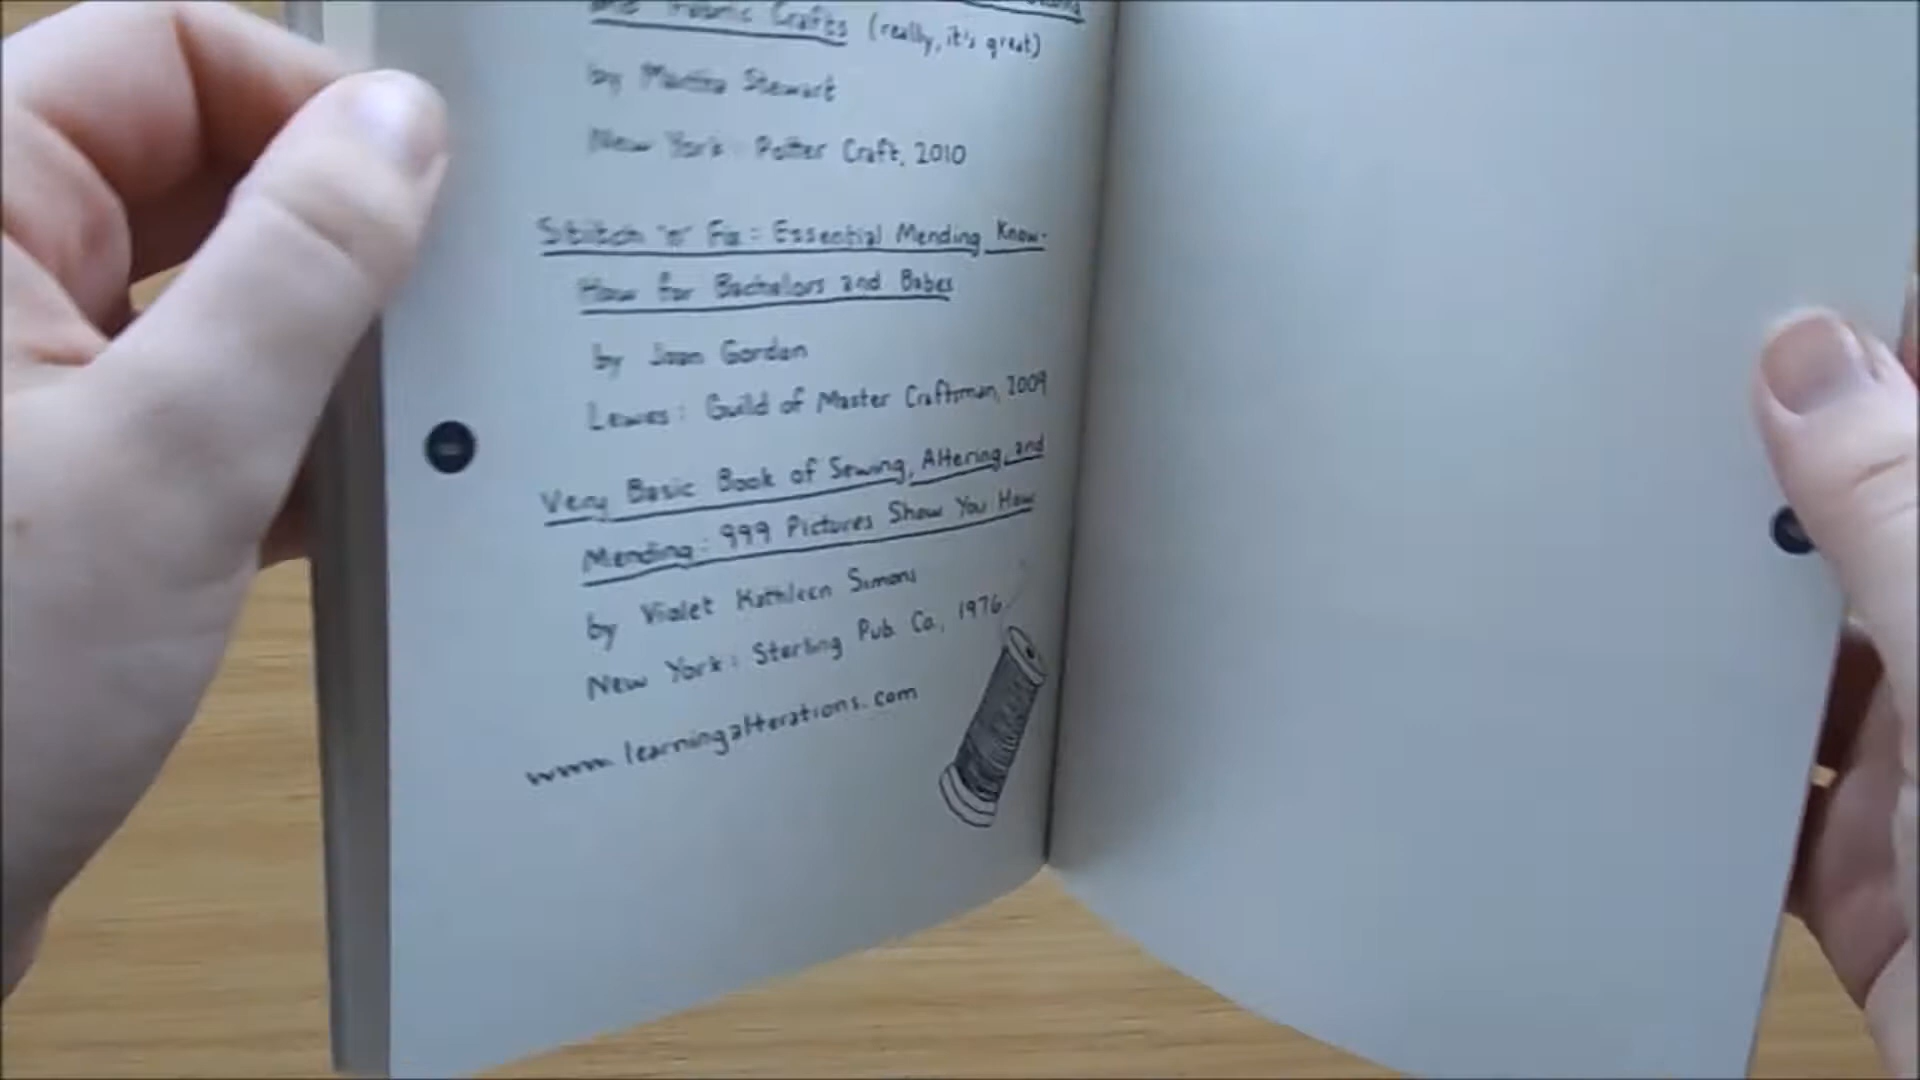 and Fabric Crafts (really, it's great)
by Martha Stewart
New York: Potter Craft, 2010
Stitch 'n' Fix: Essential Mending Know-
How for Bachelors and Babes
by Joan Gordon
Lewes: Guild of Master Craftsman, 2009
Very Basic Book of Sewing, Altering, and
Mending: 999 Pictures Show You How
by Violet Kathleen Simons
New York: Sterling Pub. Co., 1976
www.learningalterations.com